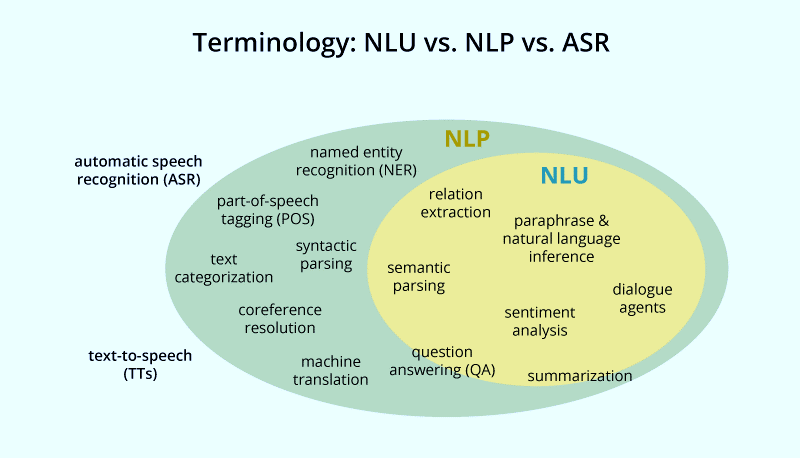 Terminology: NLU vs. NLP vs. ASR
NLP
named entity
recognition (NER)
automatic speech
recognition (ASR)
NLU
relation
extraction
part-of-speech
tagging (POS)
paraphrase &
natural language
inference
syntactic
parsing
text
categorization
semantic
parsing
dialogue
agents
coreference
resolution
sentiment
analysis
question
answering (QA)
text-to-speech
(TTs)
machine
translation
summarization